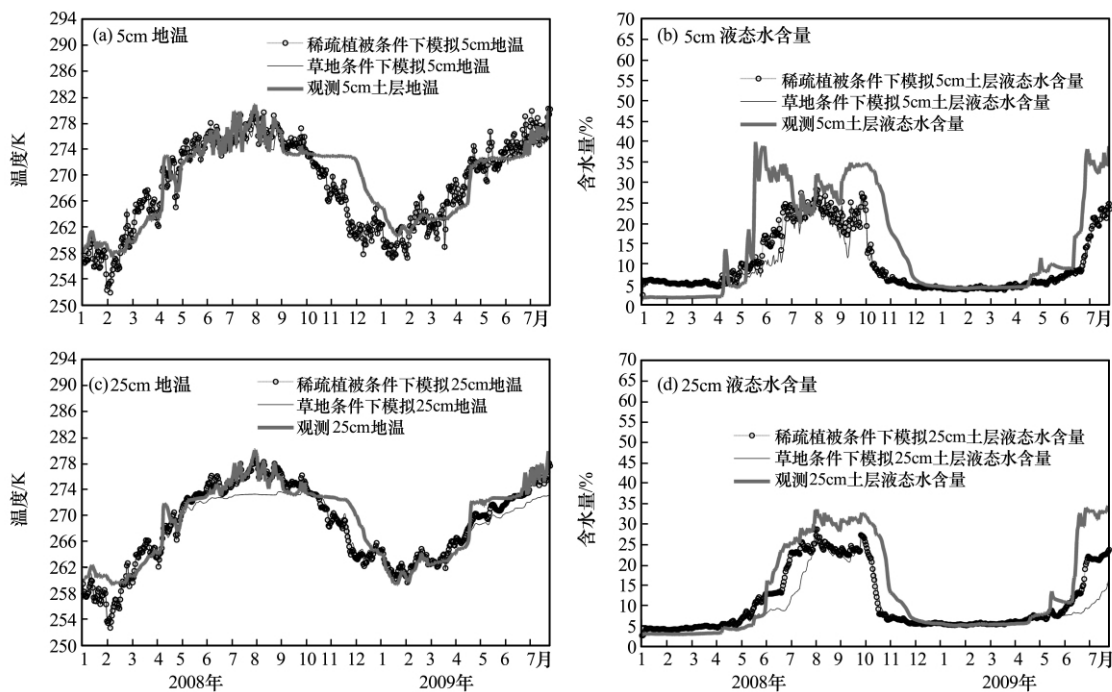 (a) 5cm 地温
稀疏植被条件下模拟5cm地温
草地条件下模拟5cm地温
观测5cm土层地温
温度/K
294
290
286
282
278
274
270
266
262
258
254
250
1 2 3 4 5 6 7 8 9 10 11 12 1 2 3 4 5 6 7月
(b) 5cm 液态水含量
稀疏植被条件下模拟5cm土层液态水含量
草地条件下模拟5cm土层液态水含量
观测5cm土层液态水含量
含水量/%
70
65
60
55
50
45
40
35
30
25
20
15
10
5
0
1 2 3 4 5 6 7 8 9 10 11 12 1 2 3 4 5 6 7月
(c) 25cm 地温
稀疏植被条件下模拟25cm地温
草地条件下模拟25cm地温
观测25cm地温
温度/K
294
290
286
282
278
274
270
266
262
258
254
250
1 2 3 4 5 6 7 8 9 10 11 12 1 2 3 4 5 6 7月
2008年 2009年
(d) 25cm 液态水含量
稀疏植被条件下模拟25cm土层液态水含量
草地条件下模拟25cm土层液态水含量
观测25cm土层液态水含量
含水量/%
70
65
60
55
50
45
40
35
30
25
20
15
10
5
0
1 2 3 4 5 6 7 8 9 10 11 12 1 2 3 4 5 6 7月
2008年 2009年